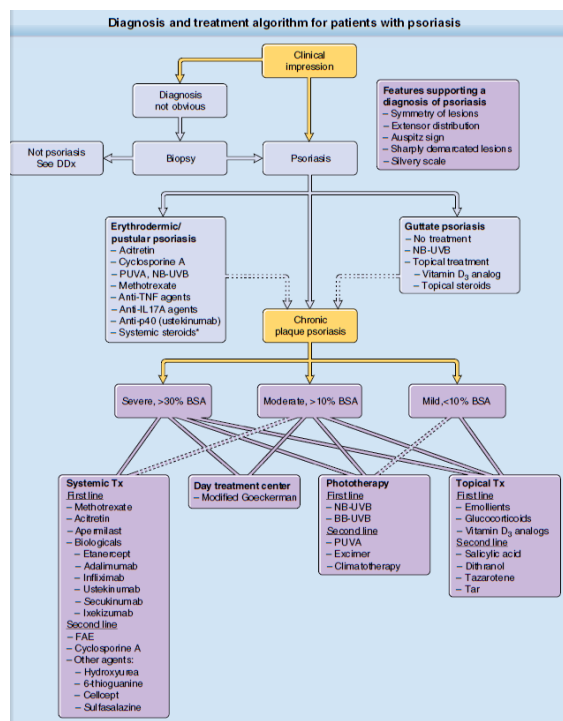 Diagnosis and treatment algorithm for patients with psoriasis
Clinical
impression
Diagnosis
not obvious
Features supporting a
diagnosis of psoriasis
– Symmetry of lesions
– Extensor distribution
– Auspitz sign
– Sharply demarcated lesions
– Silvery scale
Not psoriasis
See DDx
Biopsy
Psoriasis
Erythrodermic/
pustular psoriasis
– Acitretin
– Cyclosporine A
– PUVA, NB-UVB
– Methotrexate
– Anti-TNF agents
– Anti-IL17A agents
– Anti-p40 (ustekinumab)
– Systemic steroids*
Guttate psoriasis
– No treatment
– NB-UVB
– Topical treatment
– Vitamin D3 analog
– Topical steroids
Chronic
plaque psoriasis
Severe, >30% BSA
Moderate, >10% BSA
Mild,<10% BSA
Systemic Tx
First line
– Methotrexate
– Acitretin
– Apermilast
– Biologicals
– Etanercept
– Adalimumab
– Infliximab
– Ustekinumab
– Secukinumab
– Ixekizumab
Second line
– FAE
– Cyclosporine A
– Other agents:
– Hydroxyurea
– 6-thioguanine
– Cellcept
– Sulfasalazine
Day treatment center
– Modified Goeckerman
Phototherapy
First line
– NB-UVB
– BB-UVB
Second line
– PUVA
– Excimer
– Climatotherapy
Topical Tx
First line
– Emollients
– Glucocorticoids
– Vitamin D3 analogs
Second line
– Salicylic acid
– Dithranol
– Tazarotene
– Tar